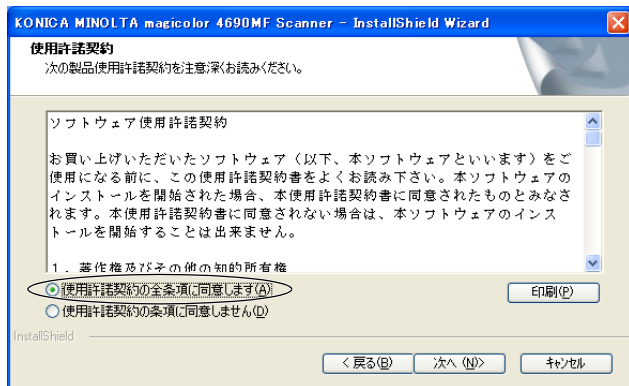 KONICA MINOLTA magicolor 4690MF Scanner - InstallShield Wizard
使用許諾契約
次の製品使用許諾契約を注意深くお読みください。
ソフトウェア使用許諾契約
お買い上げいただいたソフトウェア（以下、本ソフトウェアといいます）をご
使用になる前に、この使用許諾契約書をよくお読み下さい。本ソフトウェアの
インストールを開始された場合、本使用許諾契約書に同意されたものとみなさ
れます。本使用許諾契約書に同意されない場合は、本ソフトウェアのインス
トールを開始することは出来ません。
1．著作権及びその他の知的所有権
使用許諾契約の全条項に同意します(A)
印刷(P)
使用許諾契約の条項に同意しません(D)
InstallShield
< 戻る(B)
次へ (N)>
キャンセル